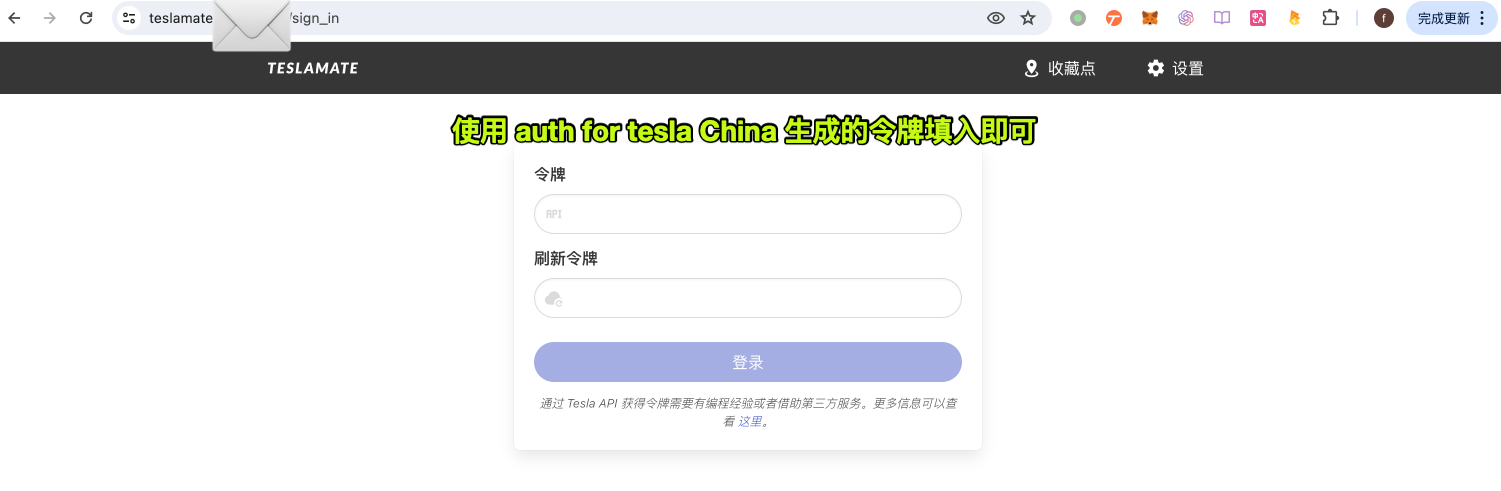 teslamate
/sign_in
f
完成更新
TESLAMATE
收藏点
设置
使用 auth for tesla China 生成的令牌填入即可
令牌
API
刷新令牌
登录
通过 Tesla API 获得令牌需要有编程经验或者借助第三方服务。更多信息可以查
看 这里。